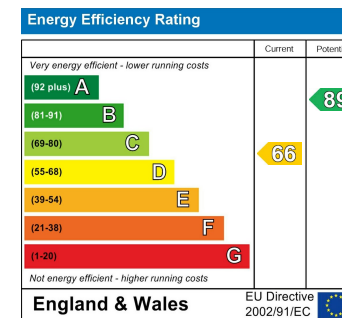 Energy Efficiency Rating
Current
Very energy efficient - lower running costs
(92 plus) A
(81-91) B
89
(69-80) C
66
(55-68) D
(39-54) E
(21-38) F
(1-20) G
Not energy efficient - higher running costs
England & Wales
EU Directive
2002/91/EC